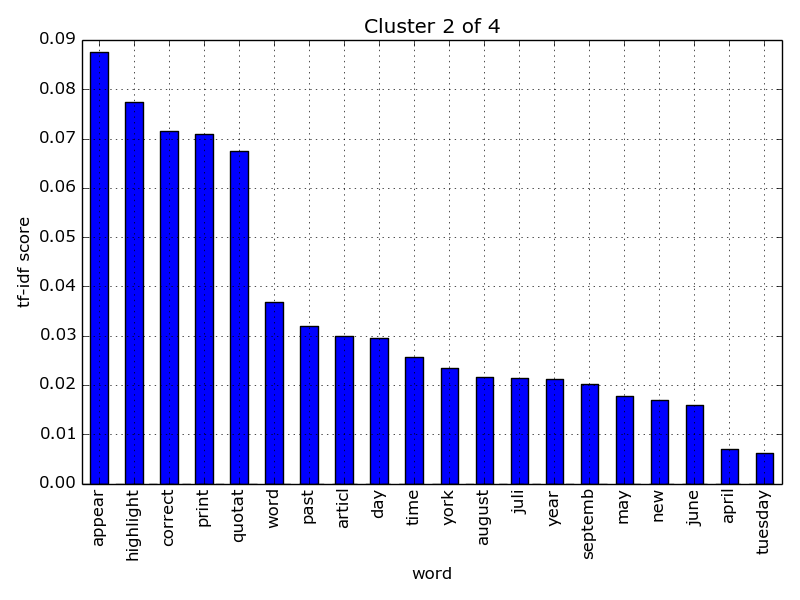 Cluster 2 of 4
0.09
0.08
0.07
0.06
0.05
0.04
0.03
0.02
0.01
0.00
tf-idf score
appear
highlight
correct
print
quotat
word
past
articl
day
time
york
august
juli
year
septemb
may
new
june
april
tuesday
word